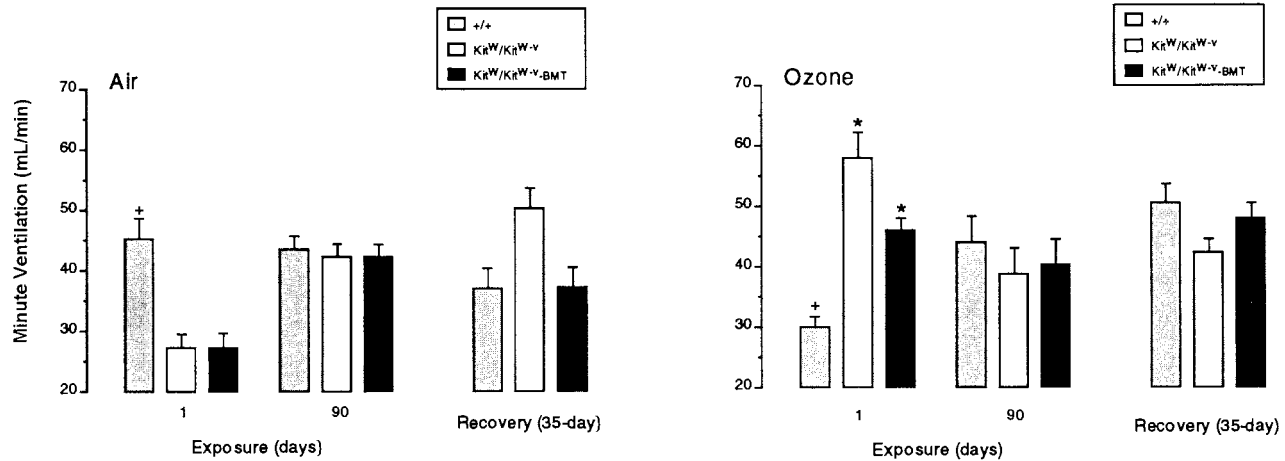 Air
+/+
Kitᵂ/Kitᵂ⁻ᵛ
Kitᵂ/Kitᵂ⁻ᵛ-BMT
Minute Ventilation (mL/min)
70
60
50
40
30
20
+
1
90
Exposure (days)
Recovery (35-day)
Ozone
+/+
Kitᵂ/Kitᵂ⁻ᵛ
Kitᵂ/Kitᵂ⁻ᵛ-BMT
70
60
50
40
30
20
+
*
*
1
90
Exposure (days)
Recovery (35-day)